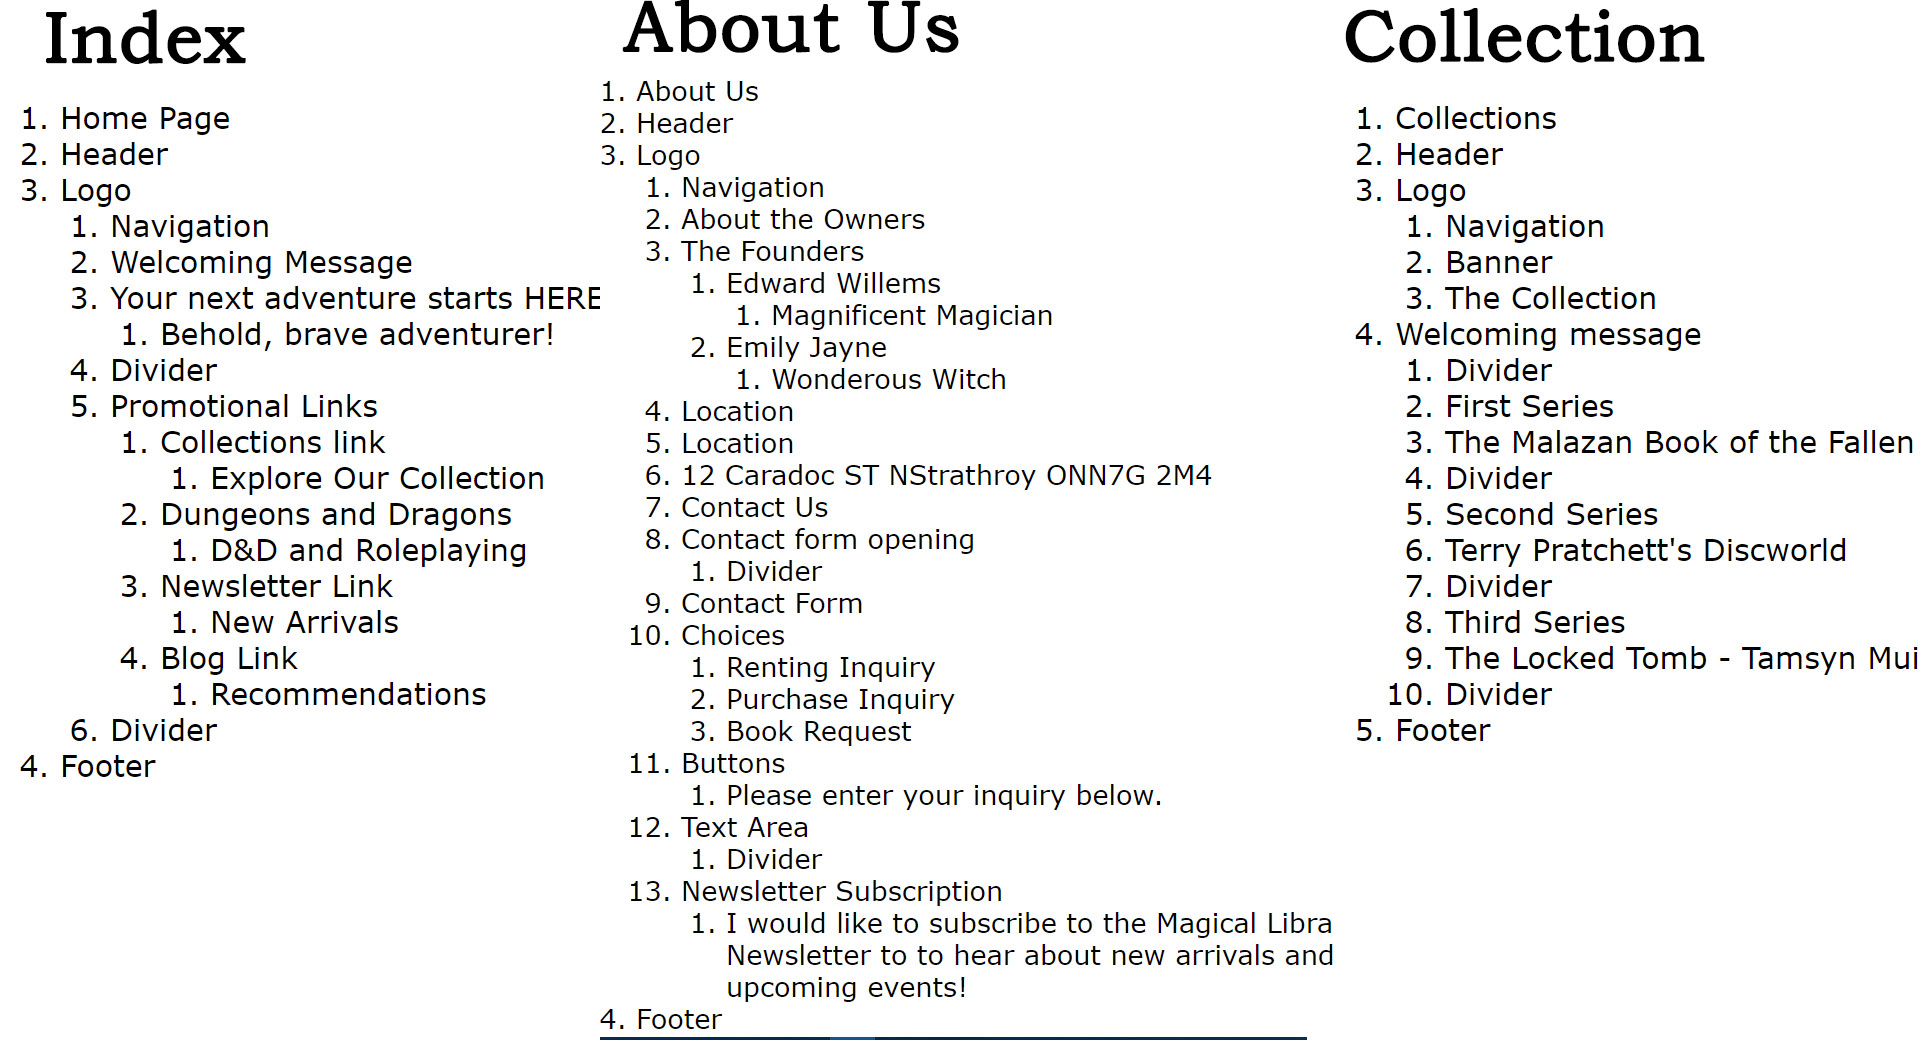 Index
1. Home Page
2. Header
3. Logo
1. Navigation
2. Welcoming Message
3. Your next adventure starts HERE
1. Behold, brave adventurer!
4. Divider
5. Promotional Links
1. Collections link
1. Explore Our Collection
2. Dungeons and Dragons
1. D&D and Roleplaying
3. Newsletter Link
1. New Arrivals
4. Blog Link
1. Recommendations
6. Divider
4. Footer
About Us
1. About Us
2. Header
3. Logo
1. Navigation
2. About the Owners
3. The Founders
1. Edward Willems
1. Magnificent Magician
2. Emily Jayne
1. Wonderous Witch
4. Location
5. Location
6. 12 Caradoc ST NStrathroy ONN7G 2M4
7. Contact Us
8. Contact form opening
1. Divider
9. Contact Form
10. Choices
1. Renting Inquiry
2. Purchase Inquiry
3. Book Request
11. Buttons
1. Please enter your inquiry below.
12. Text Area
1. Divider
13. Newsletter Subscription
1. I would like to subscribe to the Magical Libra
Newsletter to to hear about new arrivals and
upcoming events!
4. Footer
Collection
1. Collections
2. Header
3. Logo
1. Navigation
2. Banner
3. The Collection
4. Welcoming message
1. Divider
2. First Series
3. The Malazan Book of the Fallen
4. Divider
5. Second Series
6. Terry Pratchett's Discworld
7. Divider
8. Third Series
9. The Locked Tomb - Tamsyn Mui
10. Divider
5. Footer